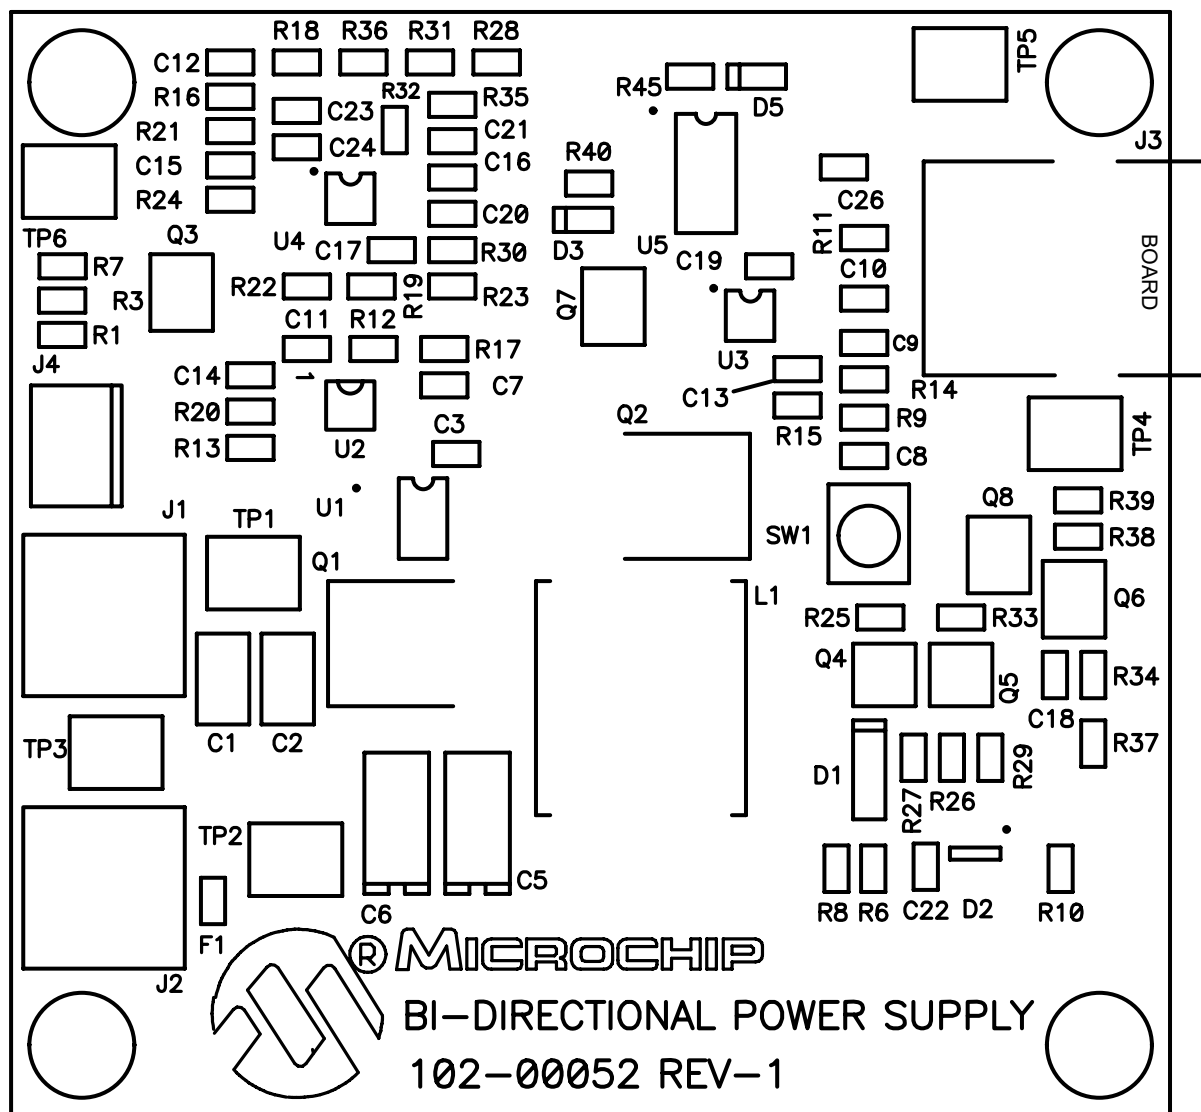 R18 R36 R31 R28
C12
TP5
R16
R32
R45
D5
C23
R35
R21
C21
J3
C24
C15
R40
C16
R24
C26
TP6
Q3
U4
C17
C20
D3
U5
R11
R7
R30
C19
C10
BOARD
R22
R19
R23
Q7
R3
R1
C11
R12
R17
U3
C9
J4
C14
1
C7
C13
R14
R20
Q2
R15
R9
TP4
R13
U2
C3
C8
J1
U1
TP1
Q8
R39
SW1
R38
Q1
L1
Q6
R25
R33
Q4
Q5
R34
C1
C2
C18
TP3
D1
R37
R29
R27
R26
TP2
C5
C6
R8
R6
C22
D2
R10
F1
J2
® MICROCHIP
BI-DIRECTIONAL POWER SUPPLY
102-00052 REV-1